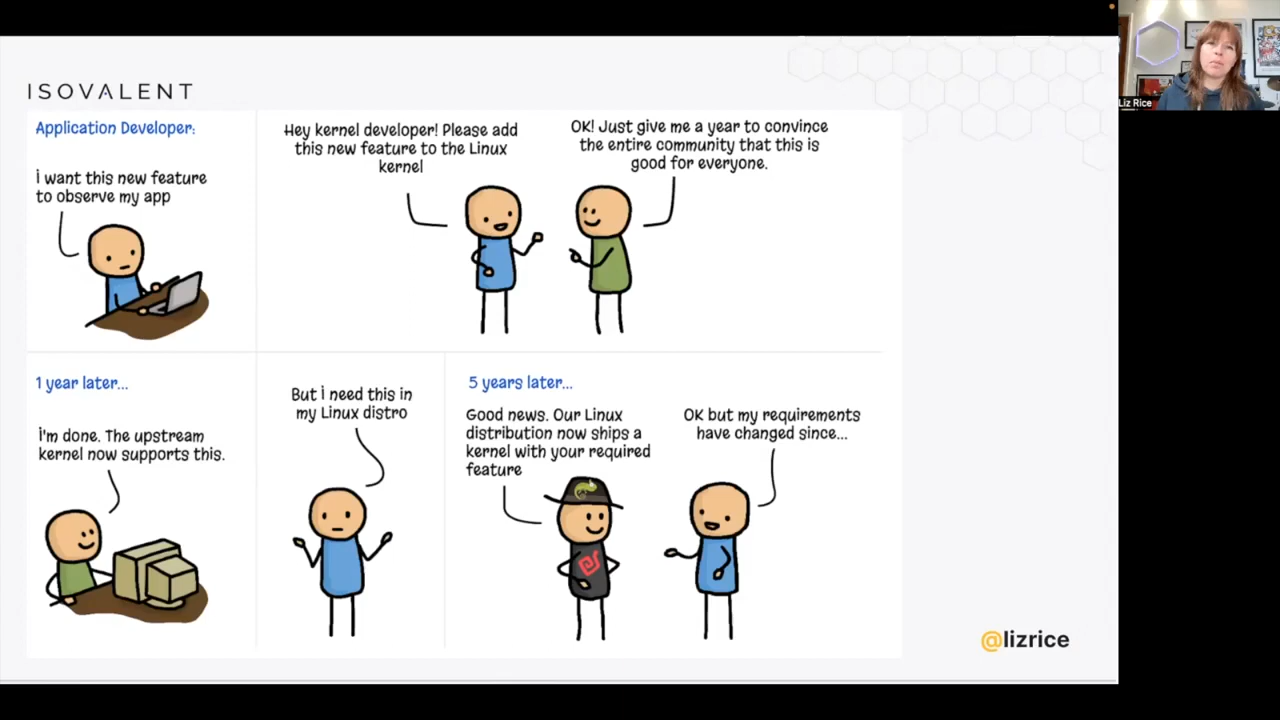 ISOVALENT
Application Developer:
i want this new feature
to observe my app
Hey kernel developer! Please add
this new feature to the Linux
kernel
OK! Just give me a year to convince
the entire community that this is
good for everyone.
1 year later...
i'm done. The upstream
kernel now supports this.
But i need this in
my Linux distro
5 years later...
Good news. Our Linux
distribution now ships a
kernel with your required
feature
OK but my requirements
have changed since...
@lizrice
Liz Rice